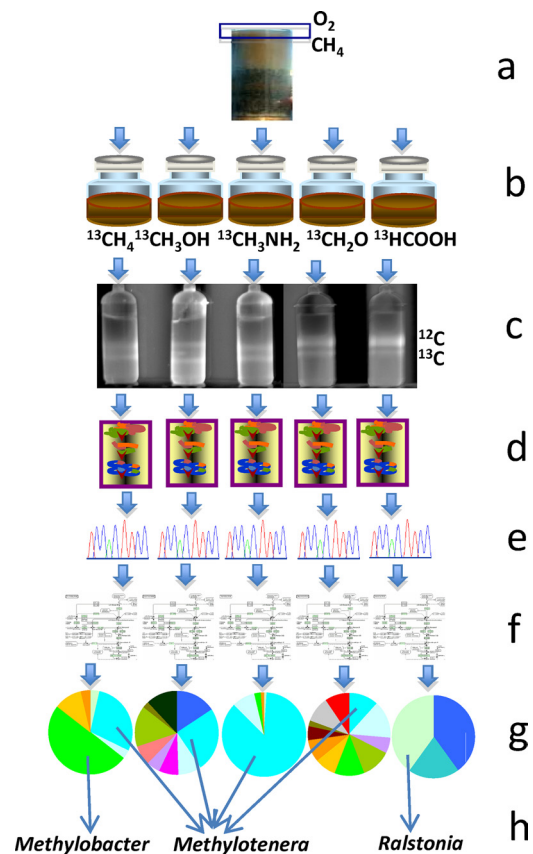 O₂
CH₄
a
b
¹³CH₄ ¹³CH₃OH ¹³CH₃NH₂ ¹³CH₂O ¹³HCOOH
c
¹²C
¹³C
d
e
f
g
h
Methylobacter Methylotenera Ralstonia